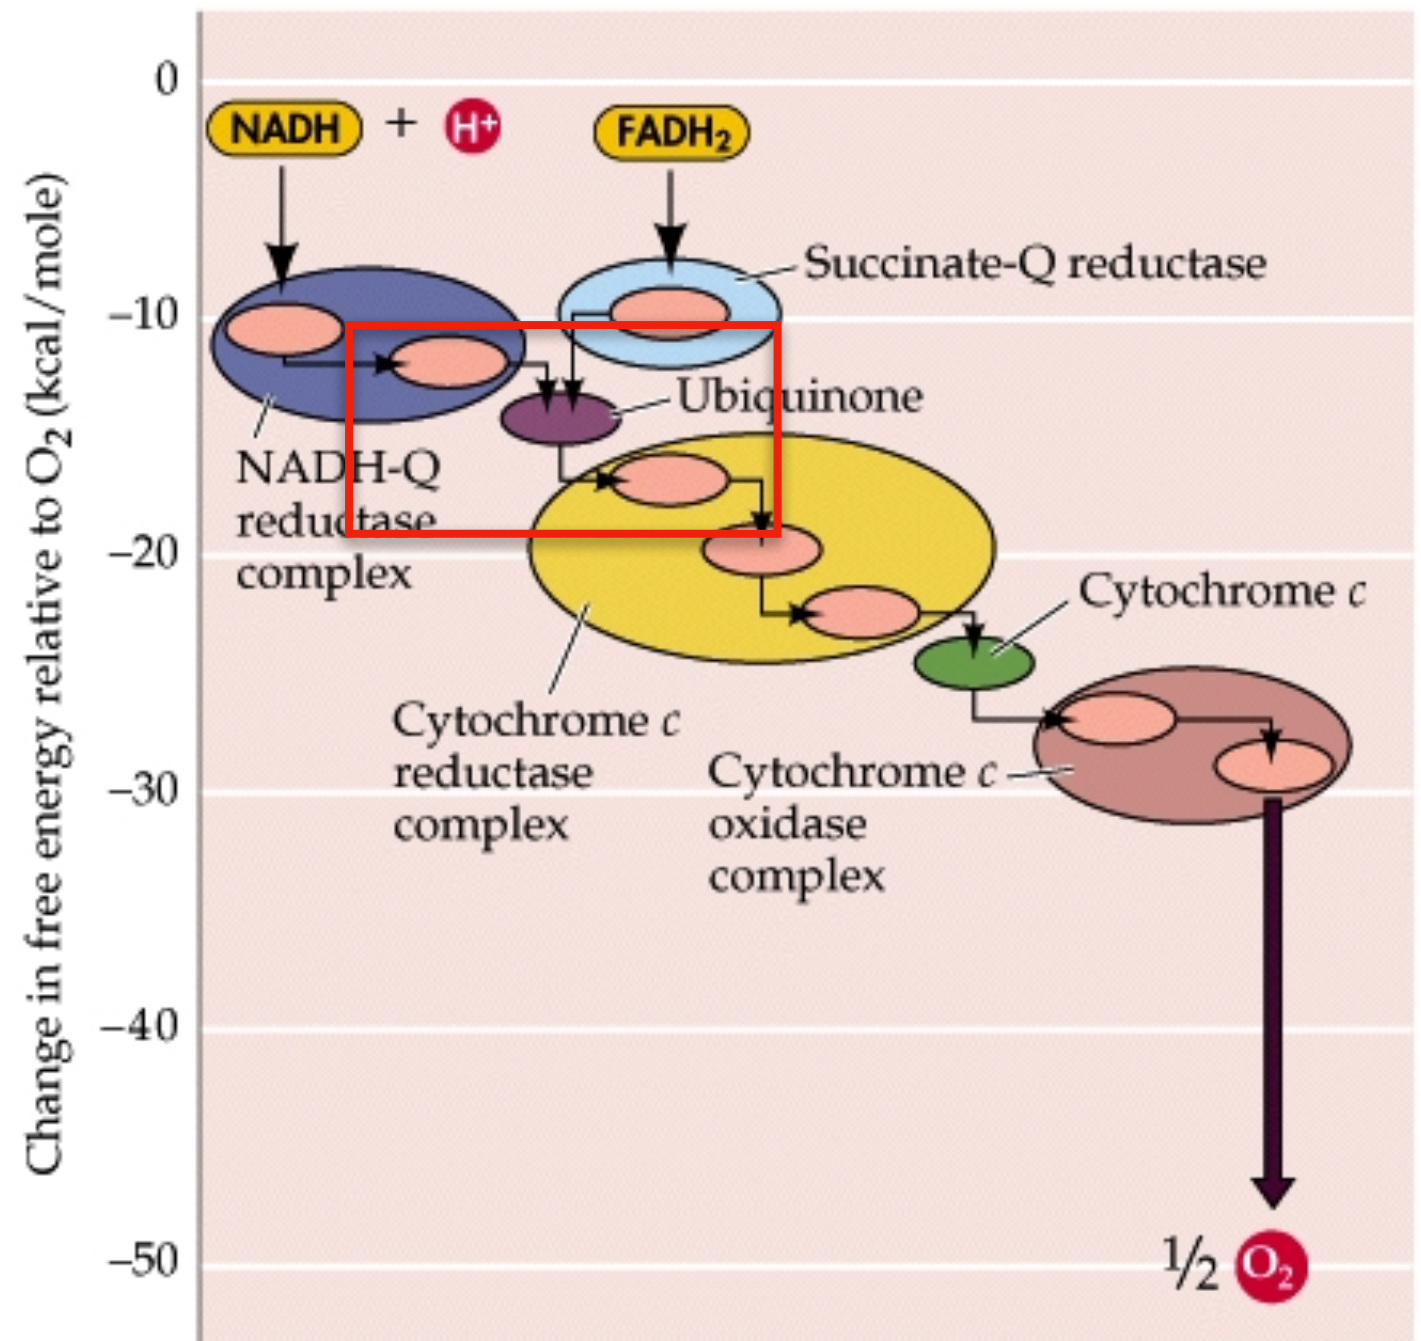 0
NADH + H⁺
FADH₂
Succinate-Q reductase
–10
Ubiquinone
NADH-Q
reductase
complex
–20
Cytochrome c
Cytochrome c
reductase
complex
Cytochrome c
oxidase
complex
–30
–40
–50
½ O₂
Change in free energy relative to O₂ (kcal/mole)